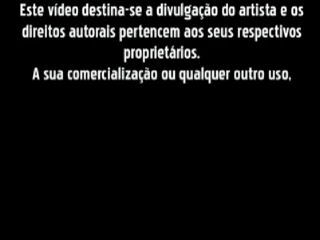 Este vídeo destina-se a divulgação do artista e os
direitos autorais pertencem aos seus respectivos
proprietários.
A sua comercialização ou qualquer outro uso,